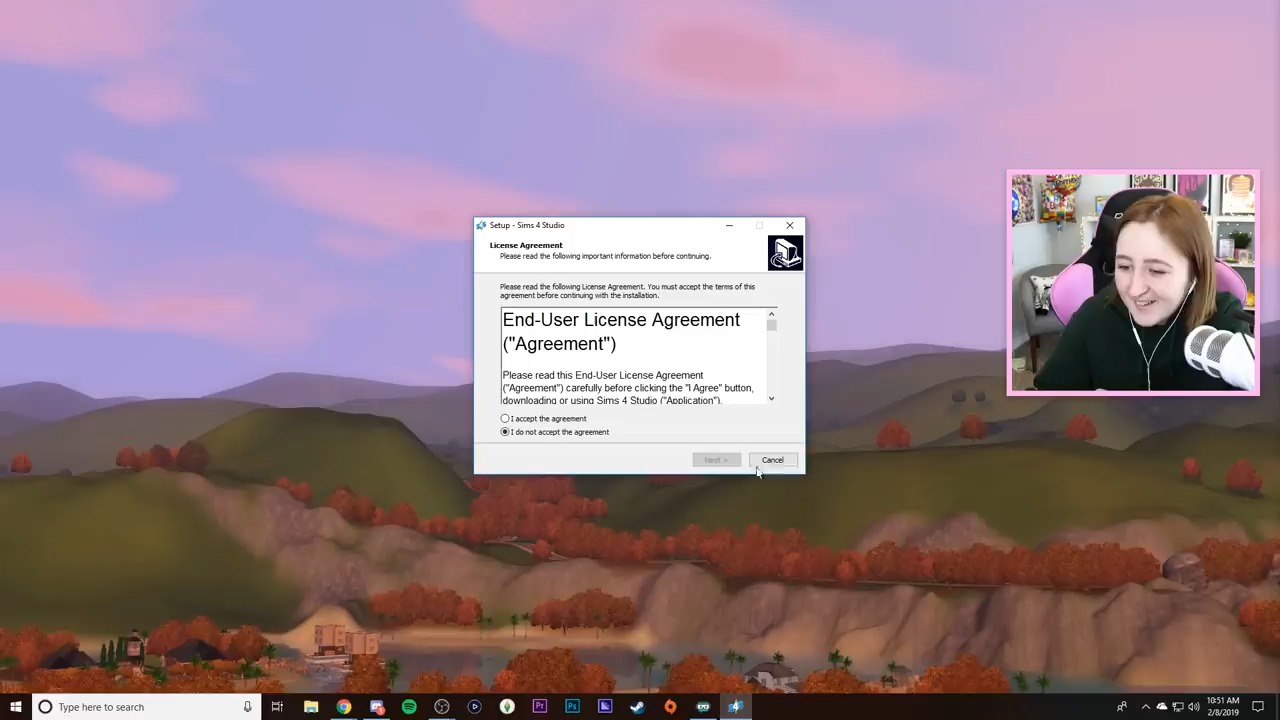 Setup - Sims 4 Studio
License Agreement
Please read the following important information before continuing.
Please read the following License Agreement. You must accept the terms of this
agreement before continuing with the installation.
End-User License Agreement
("Agreement")
Please read this End-User License Agreement
("Agreement") carefully before clicking the "I Agree" button,
downloading or using Sims 4 Studio ("Application").
I accept the agreement
I do not accept the agreement
Next >
Cancel
Type here to search
Pr
Ps
10:51 AM
2/8/2019